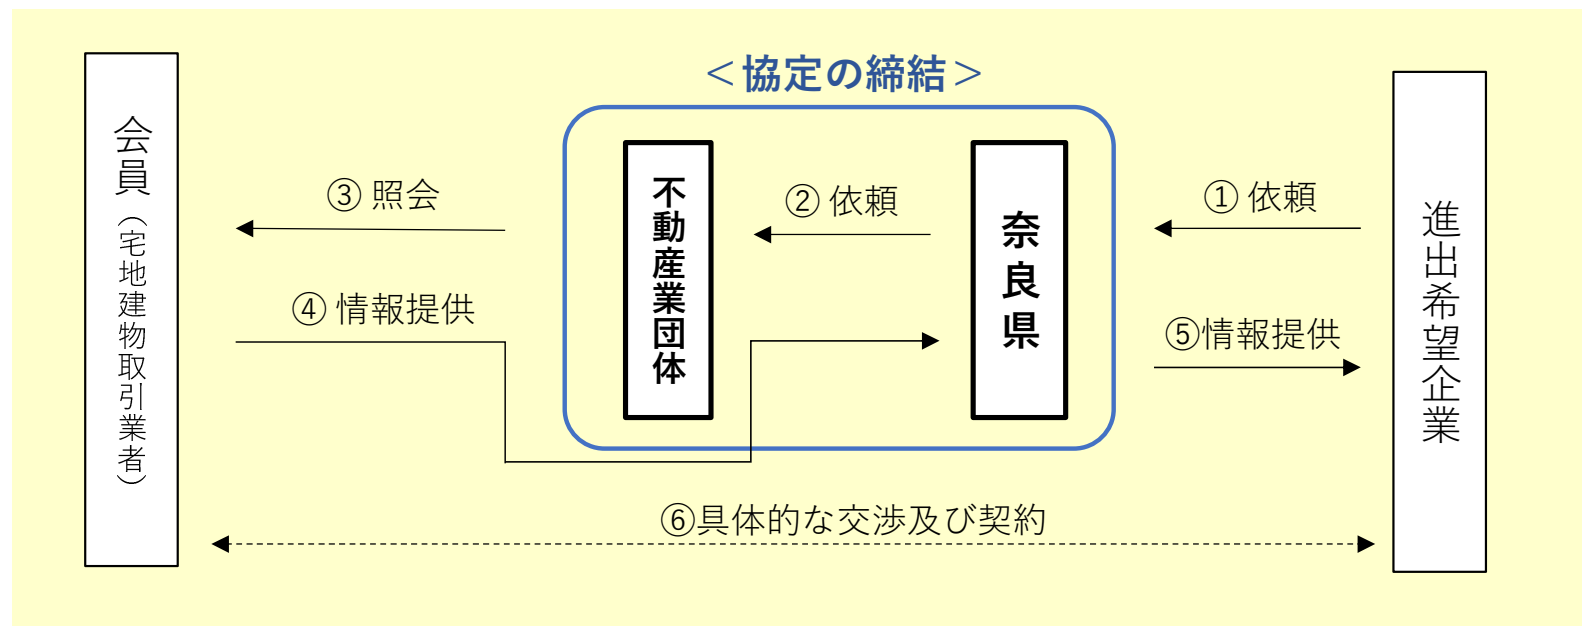 ＜協定の締結＞
会員（宅地建物取引業者）
③ 照会
④ 情報提供
不動産業団体
② 依頼
奈良県
① 依頼
⑤情報提供
進出希望企業
⑥具体的な交渉及び契約